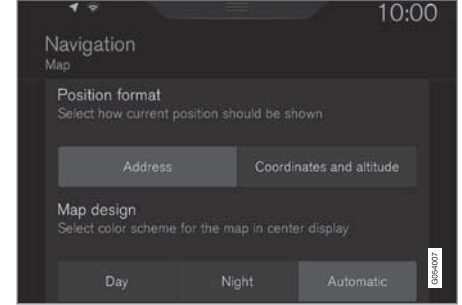 10:00
Navigation
Map
Position format
Select how current position should be shown
Address
Coordinates and altitude
Map design
Select color scheme for the map in center display
Day
Night
Automatic
G054007